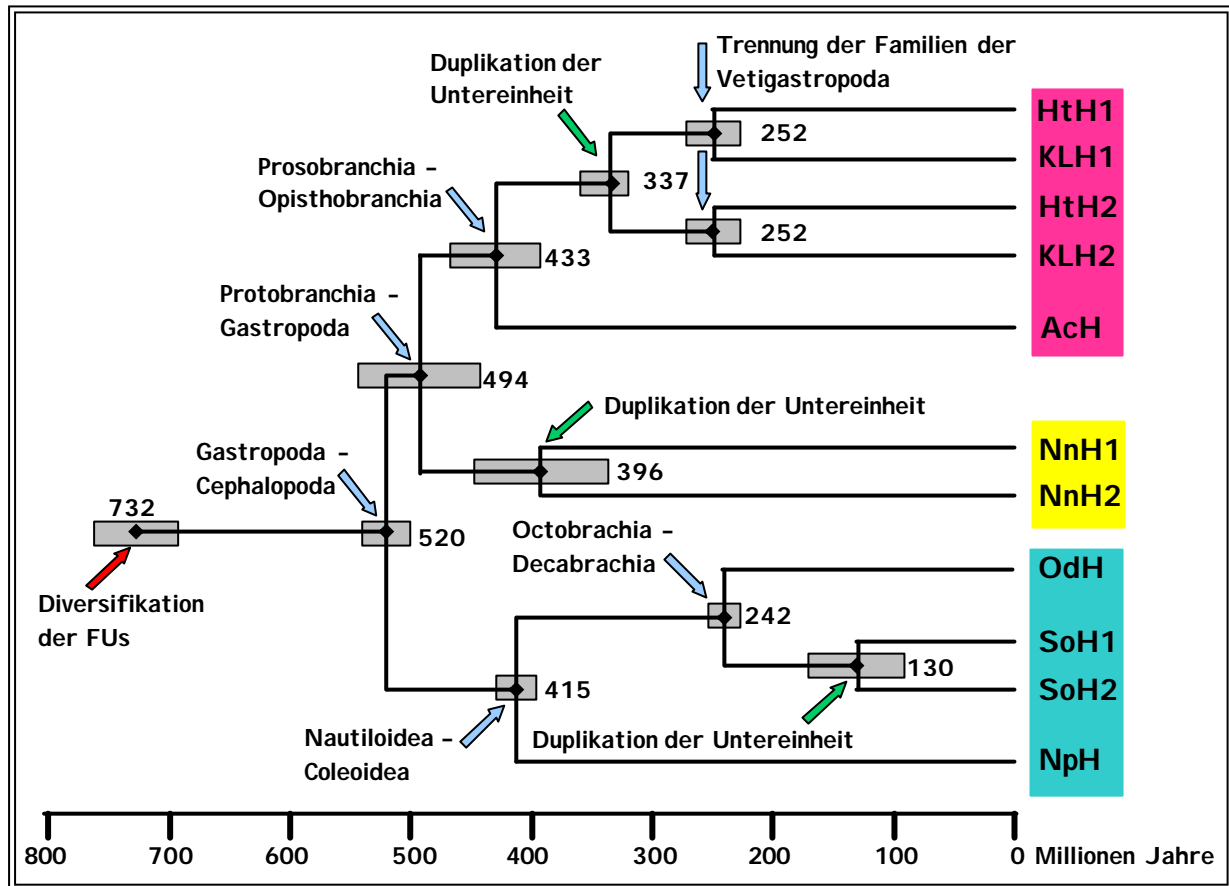 Trennung der Familien der
Vetigastropoda
Duplikation der
Untereinheit
HtH1
252
KLH1
Prosobranchia -
Opisthobranchia
337
HtH2
252
KLH2
433
Protobranchia -
Gastropoda
AcH
494
Duplikation der Untereinheit
NnH1
Gastropoda -
Cephalopoda
396
NnH2
732
520
Octobrachia -
Decabrachia
OdH
Diversifikation
der FUs
242
SoH1
130
SoH2
415
Nautiloidea -
Coleoidea
Duplikation der Untereinheit
NpH
800 700 600 500 400 300 200 100 0 Millionen Jahre